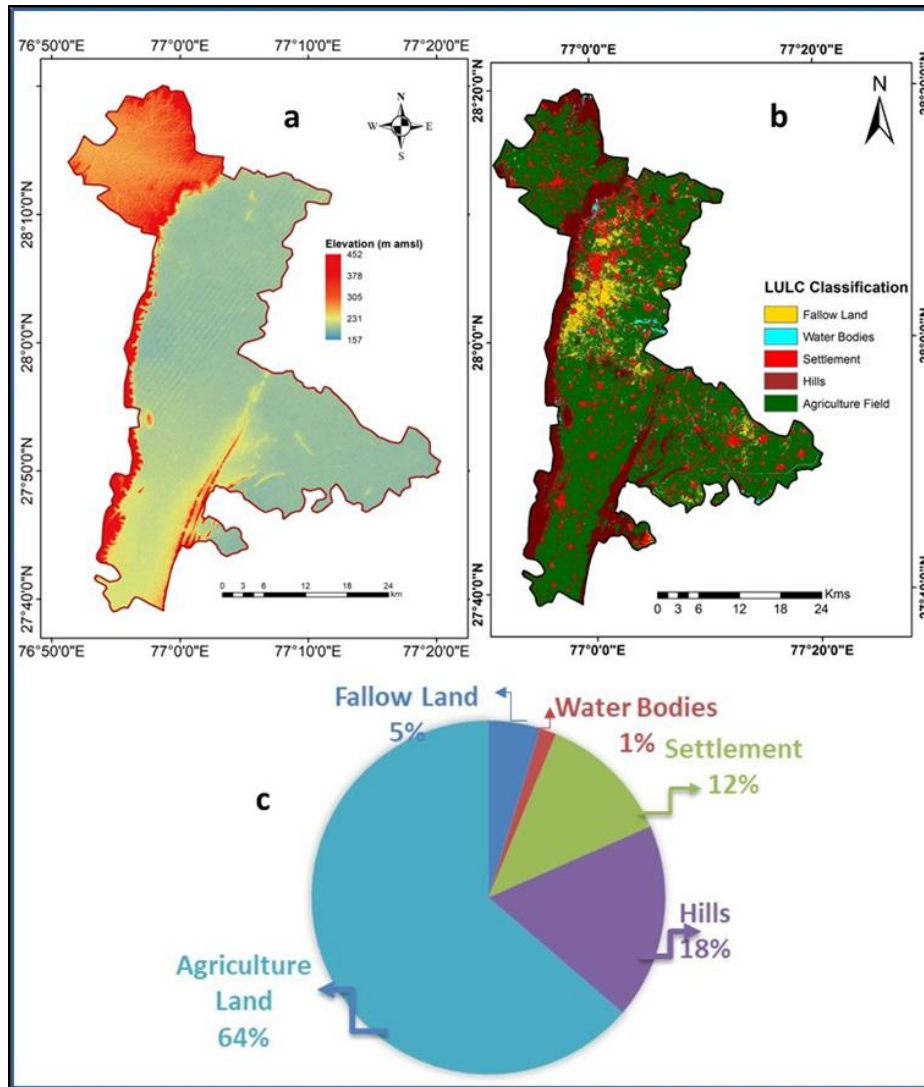 76°50'0"E
77°0'0"E
77°10'0"E
77°20'0"E
28°10'0"N
28°0'0"N
27°50'0"N
27°40'0"N
a
N
W E
S
Elevation (m amsl)
452
378
305
231
157
0 1.5 3 6 12 18 24
km
76°50'0"E
77°0'0"E
77°10'0"E
77°20'0"E
77°0'0"E
77°20'0"E
28°20'0"N
27°40'0"N
b
N
LULC Classification
Fallow Land
Water Bodies
Settlement
Hills
Agriculture Field
0 3 6 12 18 24
Kms
77°0'0"E
77°20'0"E
c
Fallow Land
5%
Water Bodies
1%
Settlement
12%
Hills
18%
Agriculture
Land
64%